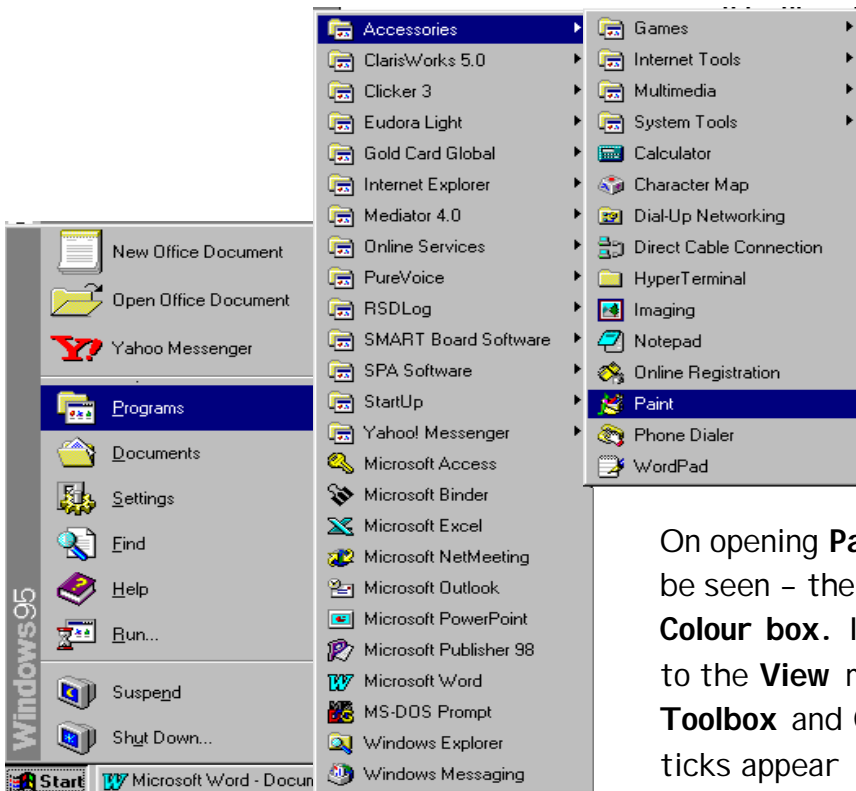 New Office Document
Open Office Document
Yahoo Messenger
Programs
Documents
Settings
Find
Help
Run...
Suspend
Shut Down...
Windows95
Start
Microsoft Word - Docun
Accessories
ClarisWorks 5.0
Clicker 3
Eudora Light
Gold Card Global
Internet Explorer
Mediator 4.0
Online Services
PureVoice
RSDLog
SMART Board Software
SPA Software
StartUp
Yahoo! Messenger
Microsoft Access
Microsoft Binder
Microsoft Excel
Microsoft NetMeeting
Microsoft Outlook
Microsoft PowerPoint
Microsoft Publisher 98
Microsoft Word
MS-DOS Prompt
Windows Explorer
Windows Messaging
Games
Internet Tools
Multimedia
System Tools
Calculator
Character Map
Dial-Up Networking
Direct Cable Connection
HyperTerminal
Imaging
Notepad
Online Registration
Paint
Phone Dialer
WordPad
On opening Pa
be seen – the
Colour box. I
to the View
Toolbox and
ticks appear